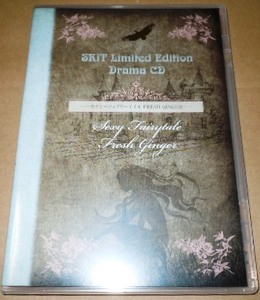 SKiT Limited Edition
Drama CD
Sexy Fairytale
Fresh Ginger